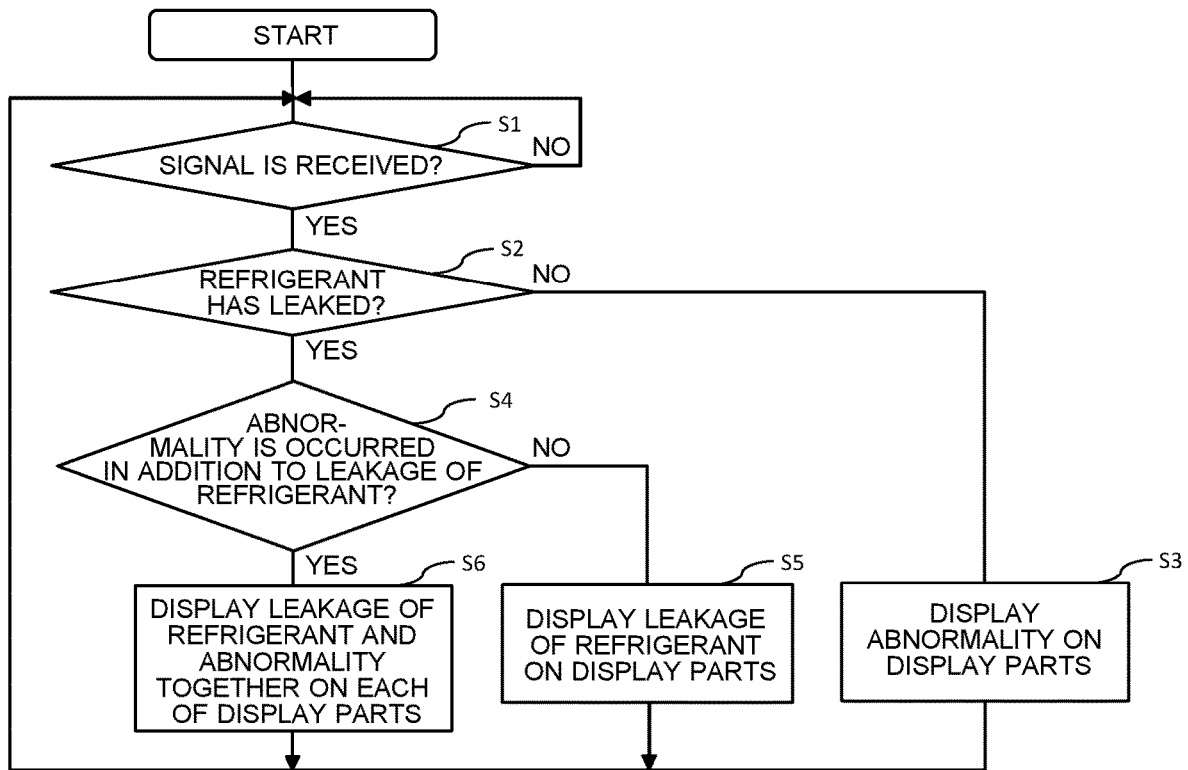 START
S1
SIGNAL IS RECEIVED?
NO
YES
S2
REFRIGERANT
HAS LEAKED?
NO
YES
S4
ABNOR-
MALITY IS OCCURRED
IN ADDITION TO LEAKAGE OF
REFRIGERANT?
NO
YES
S6
DISPLAY LEAKAGE OF
REFRIGERANT AND
ABNORMALITY
TOGETHER ON EACH
OF DISPLAY PARTS
S5
DISPLAY LEAKAGE
OF REFRIGERANT
ON DISPLAY PARTS
S3
DISPLAY
ABNORMALITY ON
DISPLAY PARTS